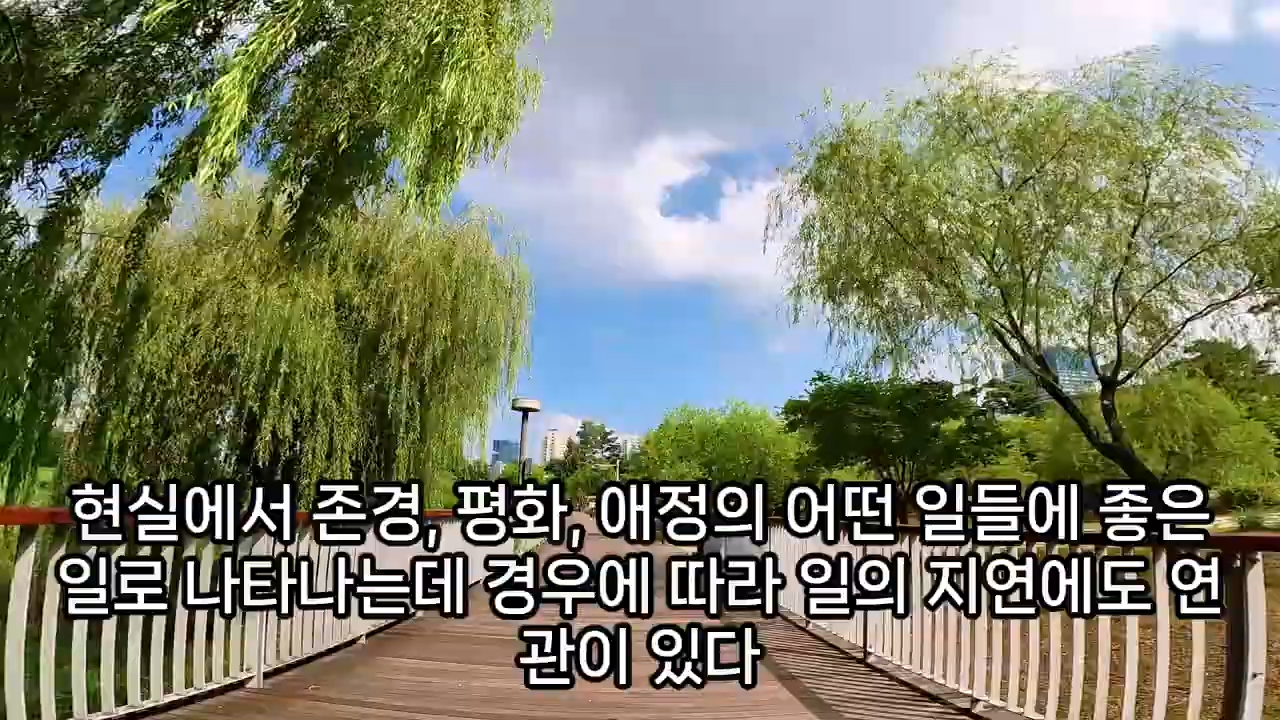 현실에서 존경, 평화, 애정의 어떤 일들에 좋은
일로 나타나는데 경우에 따라 일의 지연에도 연
관이 있다